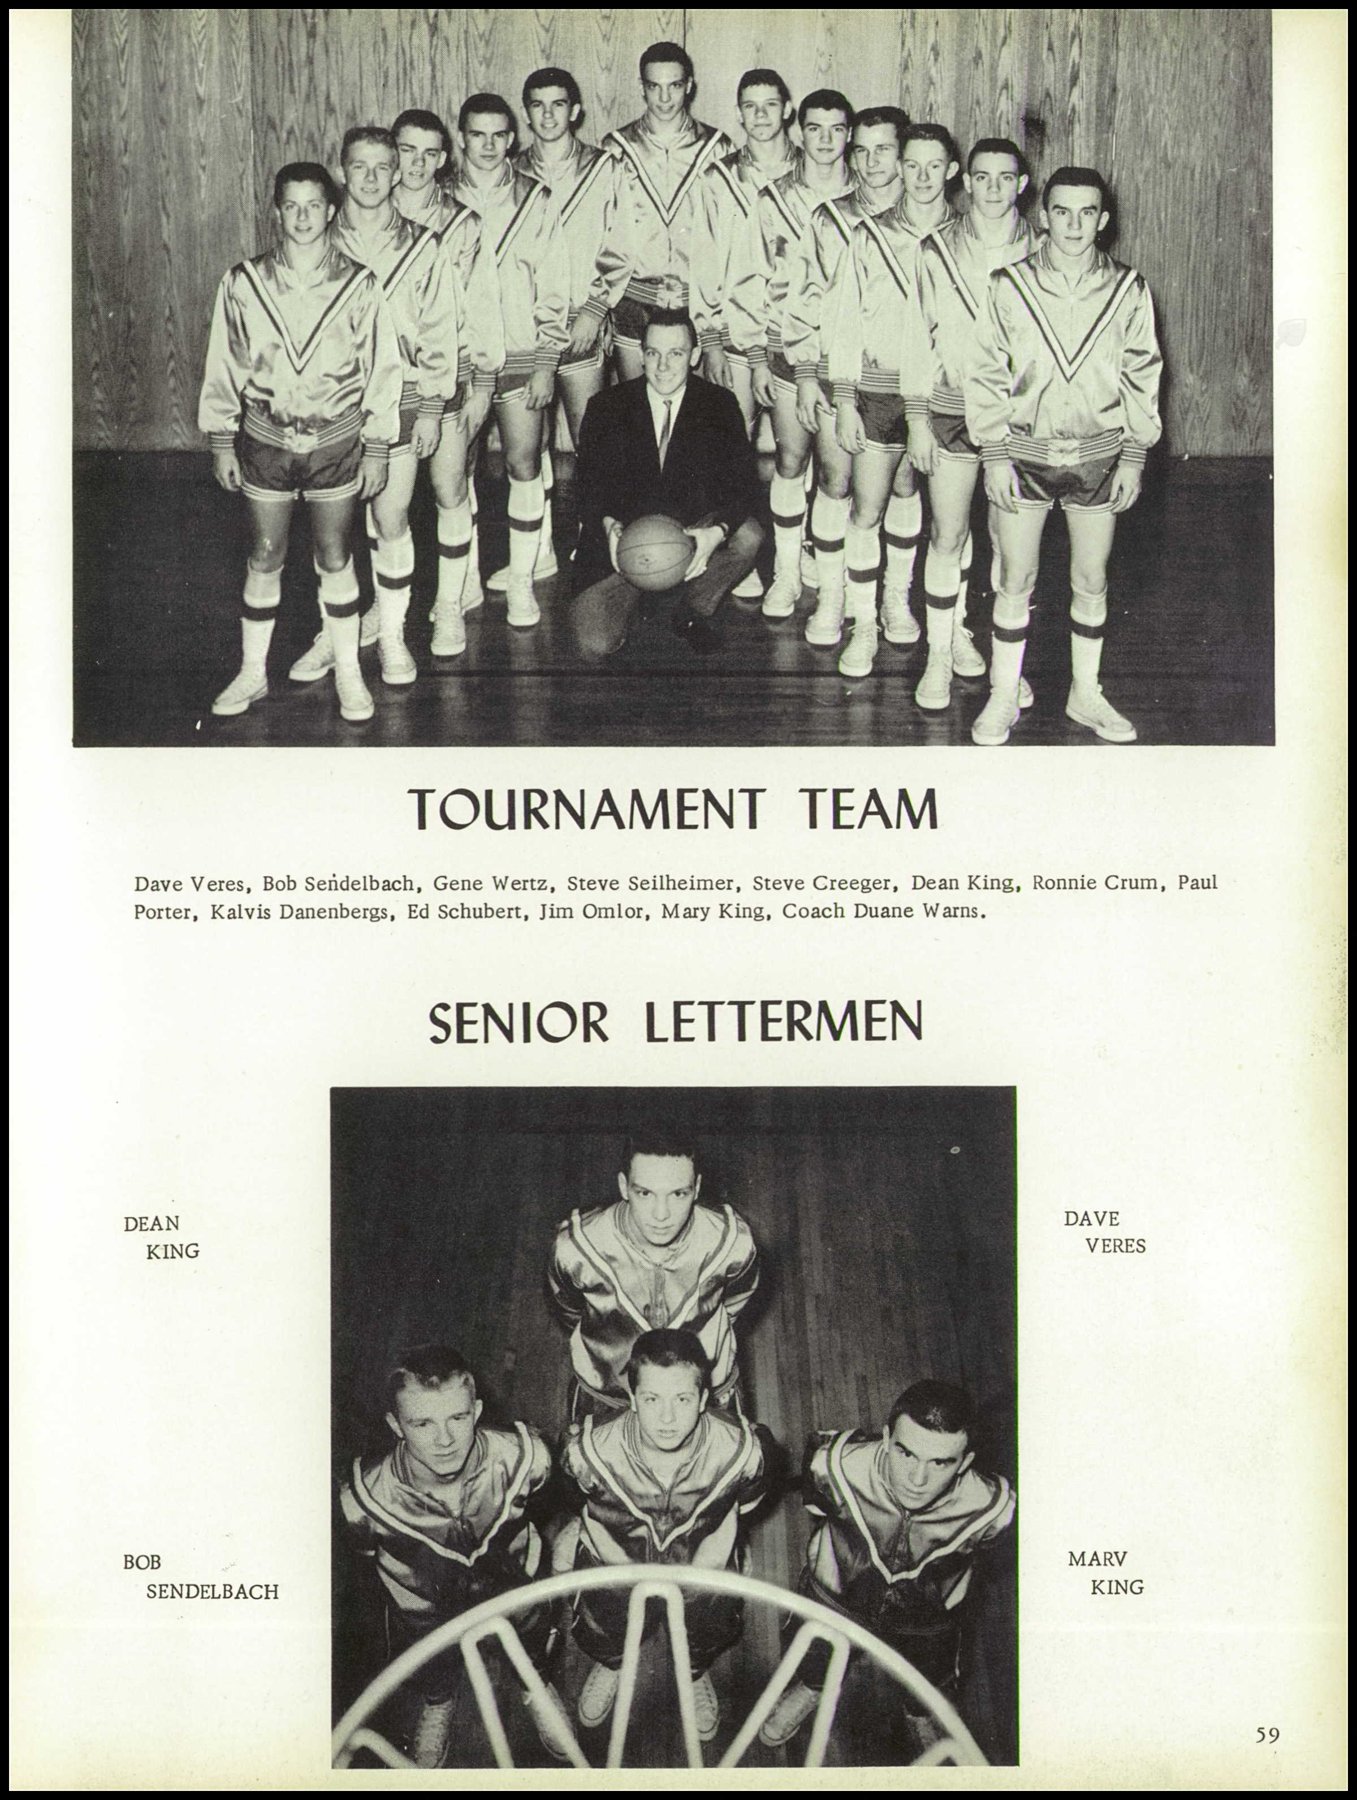 TOURNAMENT TEAM
Dave Veres, Bob Sendelbach, Gene Wertz, Steve Seilheimer, Steve Creeger, Dean King, Ronnie Crum, Paul
Porter, Kalvis Danenbergs, Ed Schubert, Jim Omlor, Mary King, Coach Duane Warns.
SENIOR LETTERMEN
DEAN
KING
DAVE
VERES
BOB
SENDELBACH
MARV
KING
59